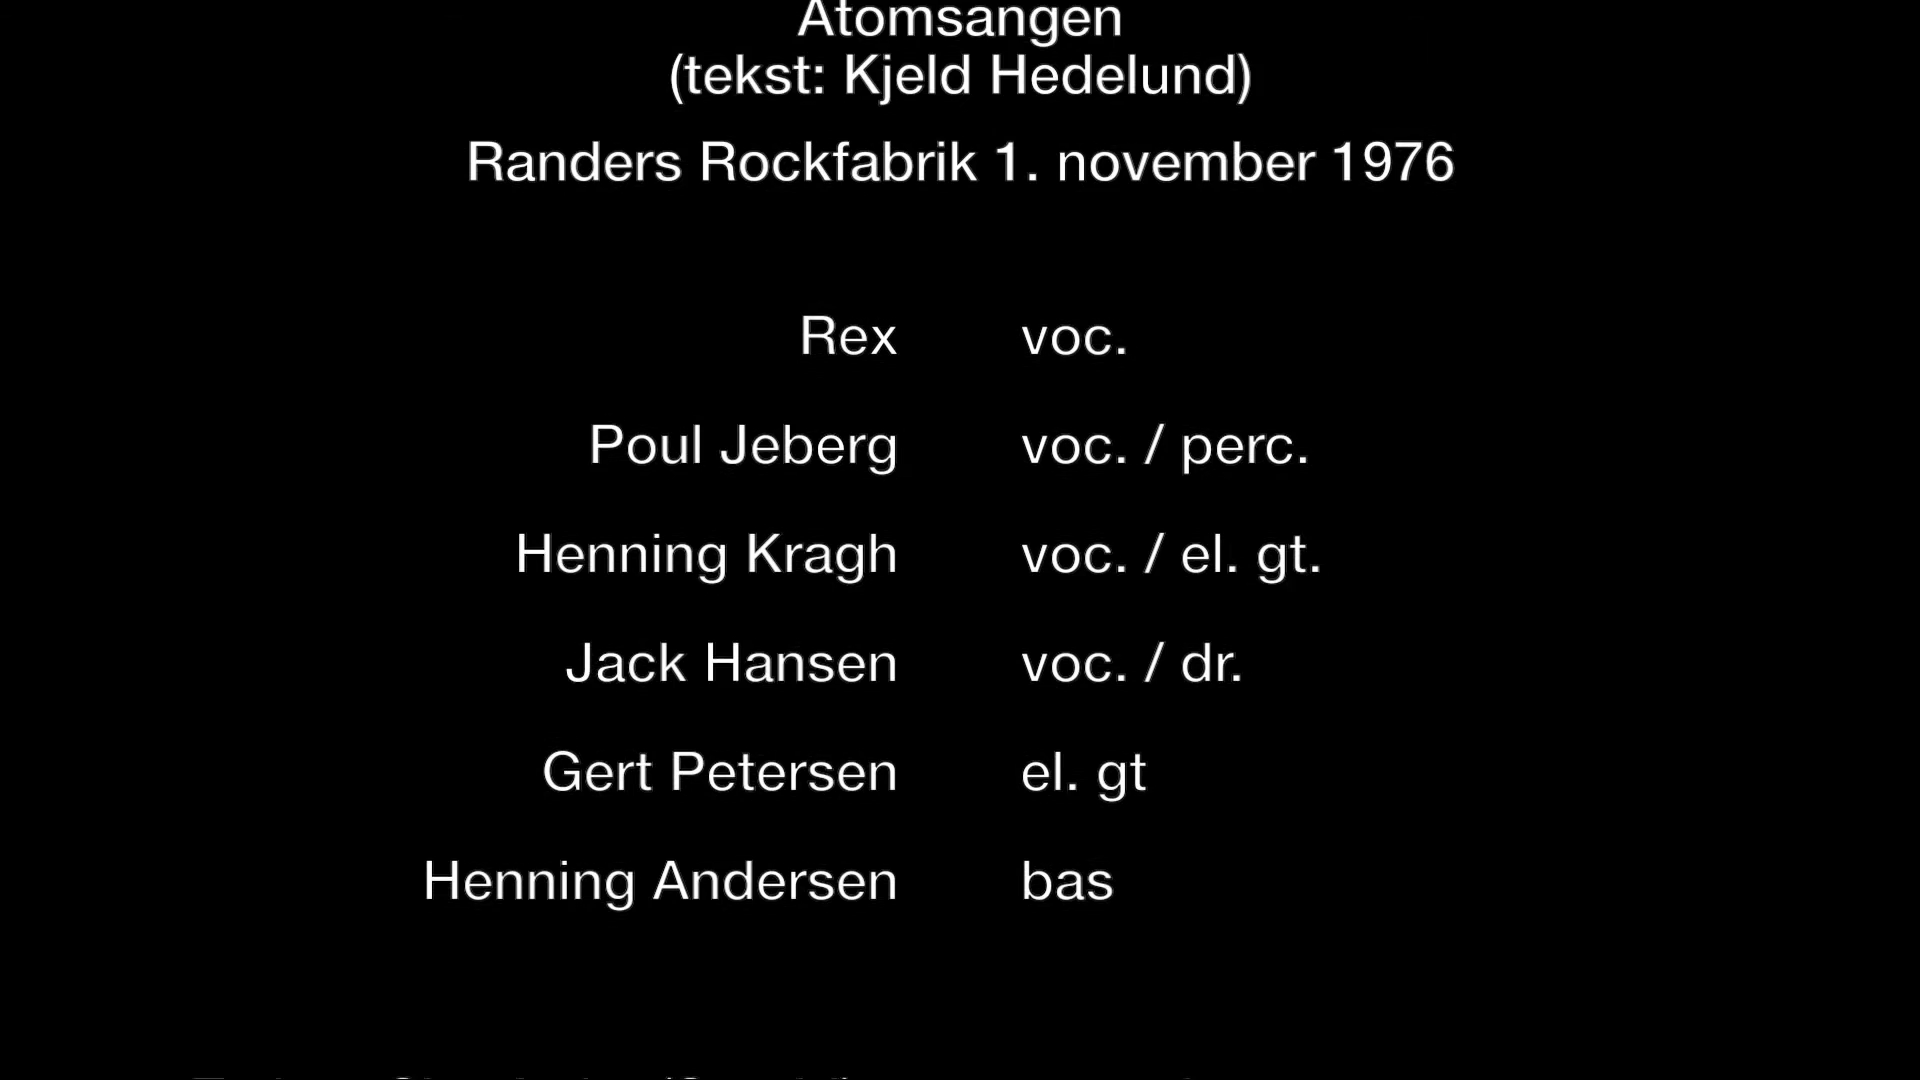 Atomsangen
(tekst: Kjeld Hedelund)
Randers Rockfabrik 1. november 1976
Rex voc.
Poul Jeberg voc. / perc.
Henning Kragh voc. / el. gt.
Jack Hansen voc. / dr.
Gert Petersen el. gt
Henning Andersen bas